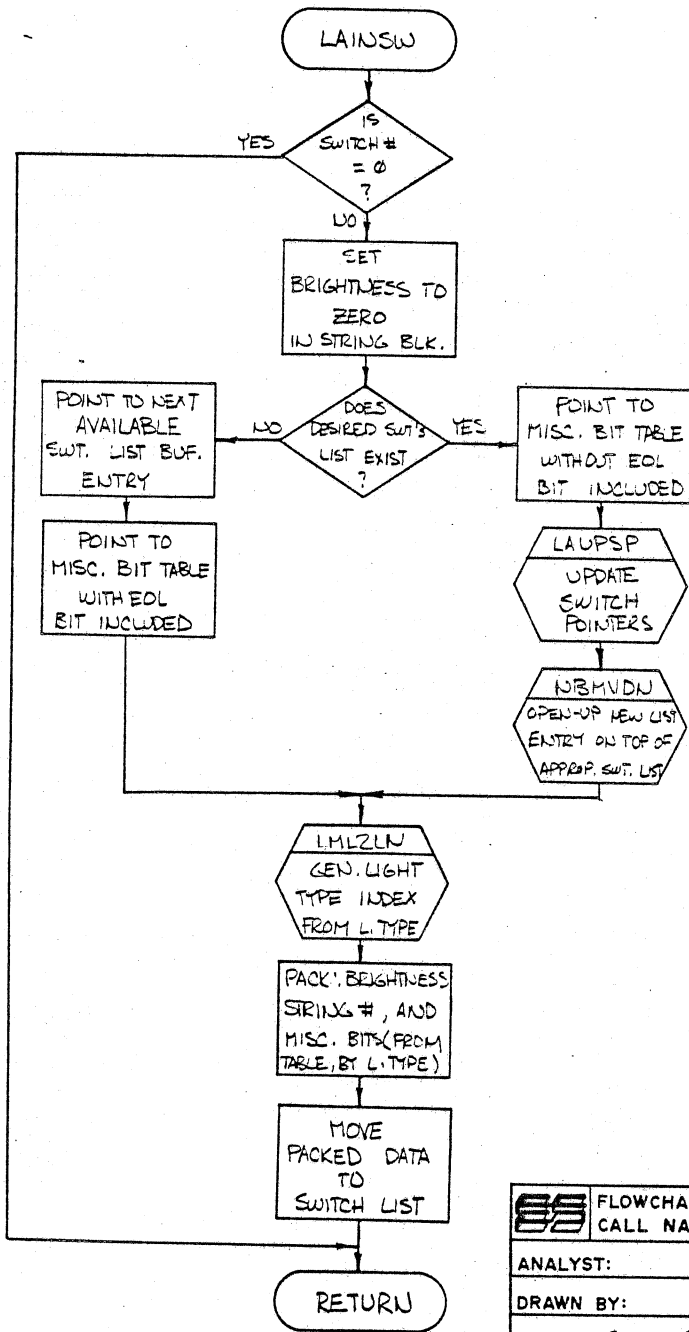 LAINSW
IS
SWITCH #
= 0
?
YES
NO
SET
BRIGHTNESS TO
ZERO
IN STRING BLK.
DOES
DESIRED SWT'S
LIST EXIST
?
NO
YES
POINT TO NEXT
AVAILABLE
SWT. LIST BUF.
ENTRY
POINT TO
MISC. BIT TABLE
WITH EOL
BIT INCLUDED
POINT TO
MISC. BIT TABLE
WITHOUT EOL
BIT INCLUDED
LAUPSP
UPDATE
SWITCH
POINTERS
NBMVDN
OPEN-UP NEW LIST
ENTRY ON TOP OF
APPROP. SWT. LIST
LMLZLN
GEN. LIGHT
TYPE INDEX
FROM L. TYPE
PACK: BRIGHTNESS
STRING #, AND
MISC. BITS (FROM
TABLE, BY L. TYPE)
MOVE
PACKED DATA
TO
SWITCH LIST
RETURN
FLOWCHA
CALL NA
ANALYST:
DRAWN BY: